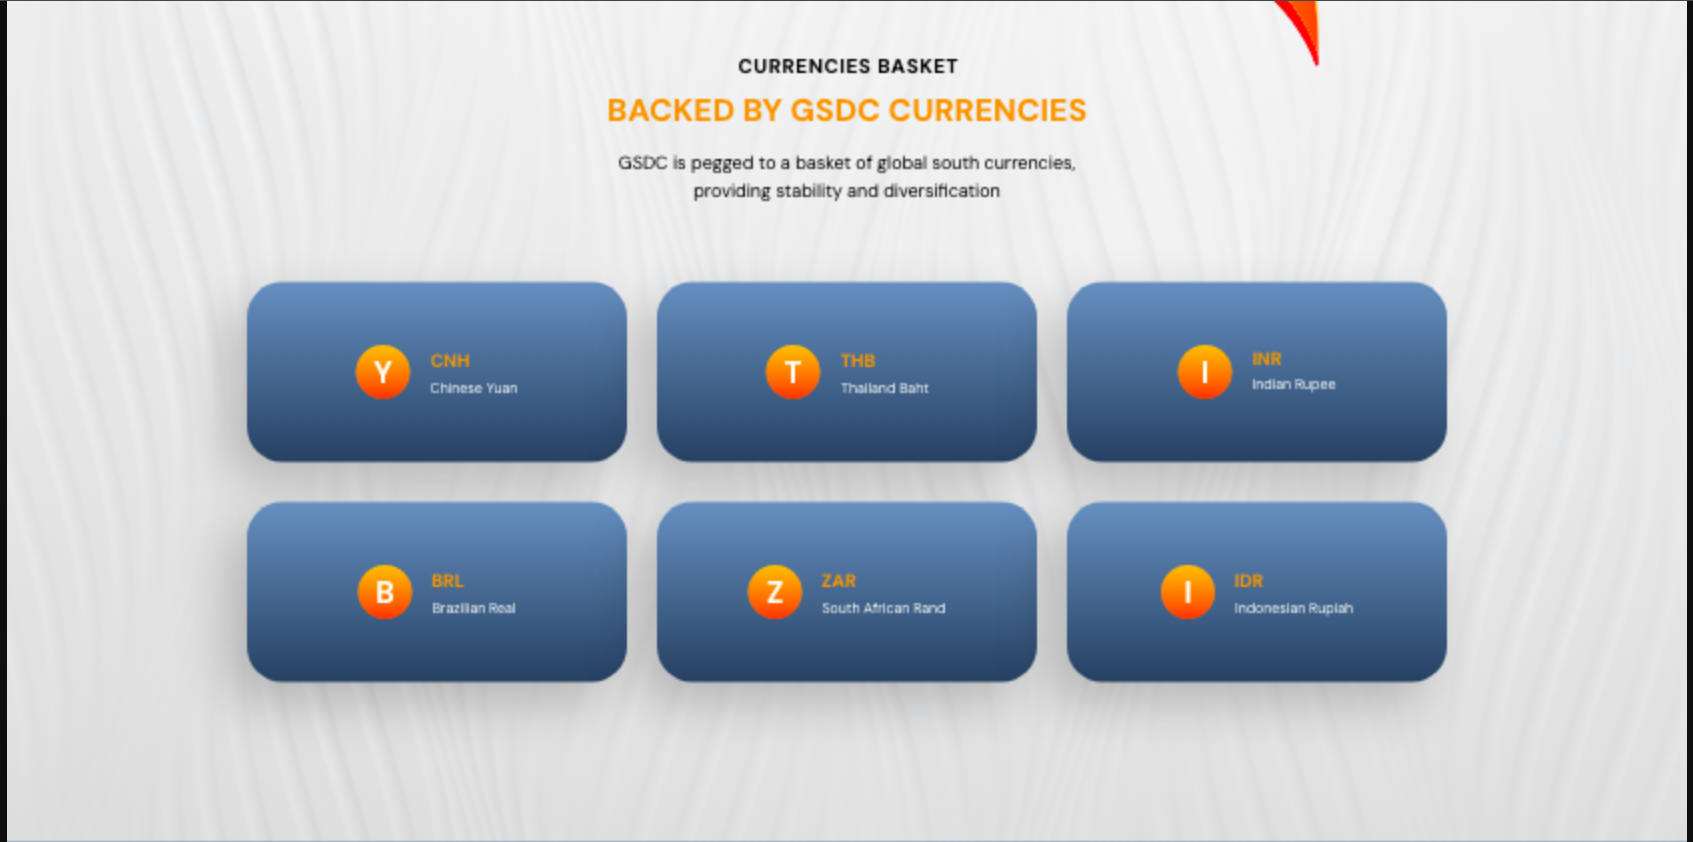 CURRENCIES BASKET
BACKED BY GSDC CURRENCIES
GSDC is pegged to a basket of global south currencies,
providing stability and diversification
Y
CNH
Chinese Yuan
T
THB
Thailand Baht
I
INR
Indian Rupee
B
BRL
Brazilian Real
Z
ZAR
South African Rand
I
IDR
Indonesian Rupiah